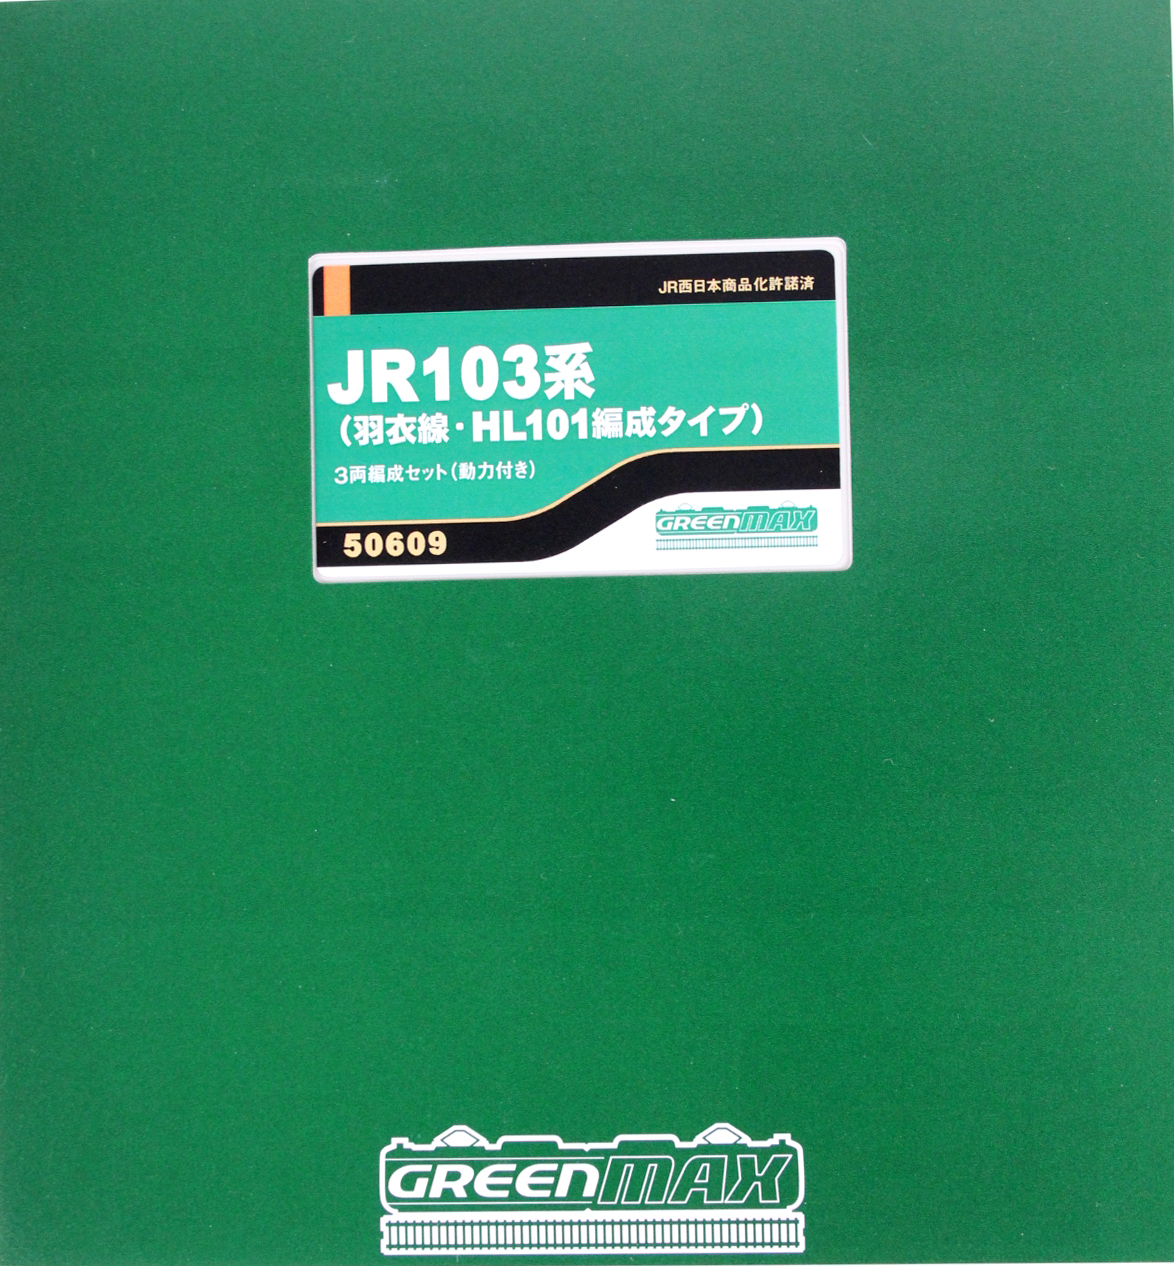 JR西日本商品化許諾済
JR103系
（羽衣線・HL101編成タイプ）
3両編成セット（動力付き）
50609
GREENMAX
GREENMAX